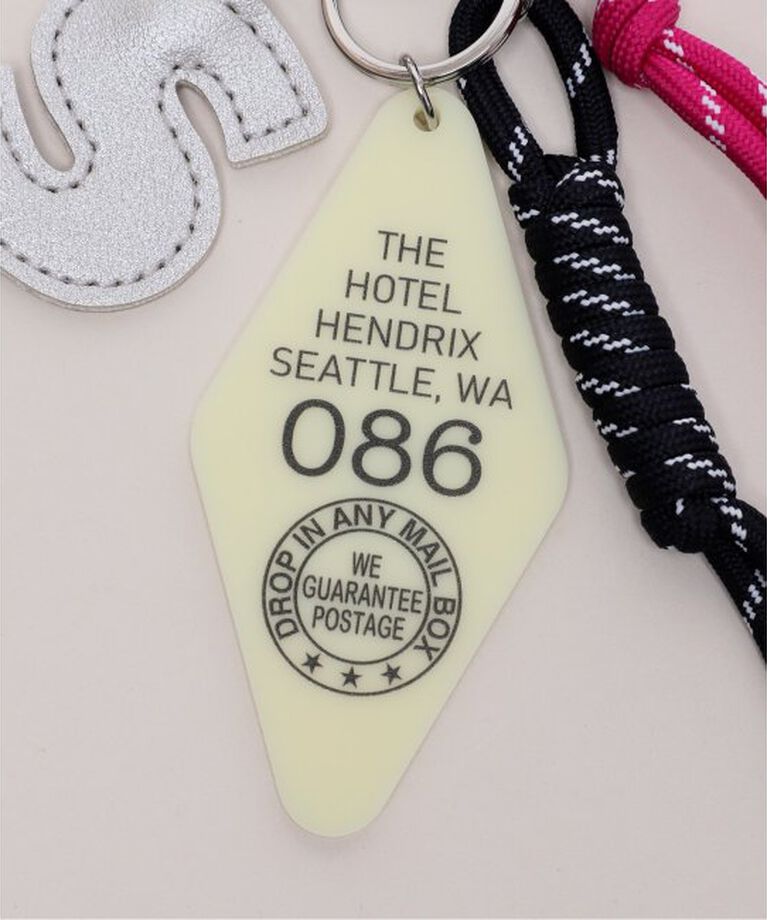 THE
HOTEL
HENDRIX
SEATTLE, WA
086
DROP IN ANY MAIL BOX
WE
GUARANTEE
POSTAGE
S